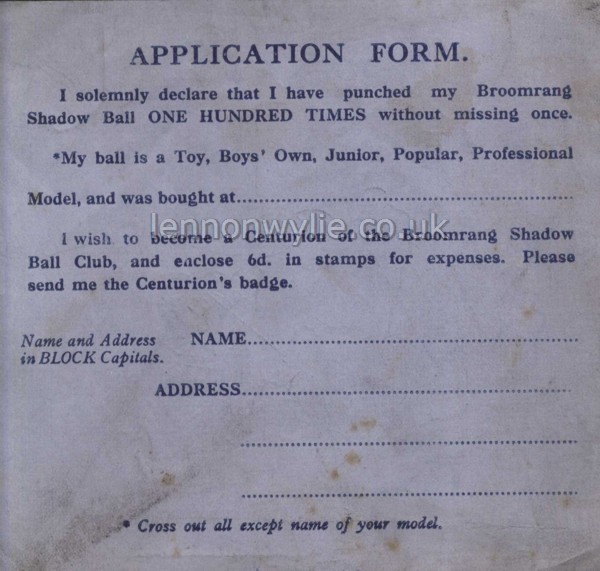 APPLICATION FORM.
I solemnly declare that I have punched my Broomrang
Shadow Ball ONE HUNDRED TIMES without missing once.
*My ball is a Toy, Boys' Own, Junior, Popular, Professional
Model, and was bought at........................................................
lennonwylie.co.uk
I wish to become a Centurion of the Broomrang Shadow
Ball Club, and enclose 6d. in stamps for expenses. Please
send me the Centurion's badge.
Name and Address NAME........................................................
in BLOCK Capitals.
ADDRESS........................................................
........................................................
........................................................
* Cross out all except name of your model.